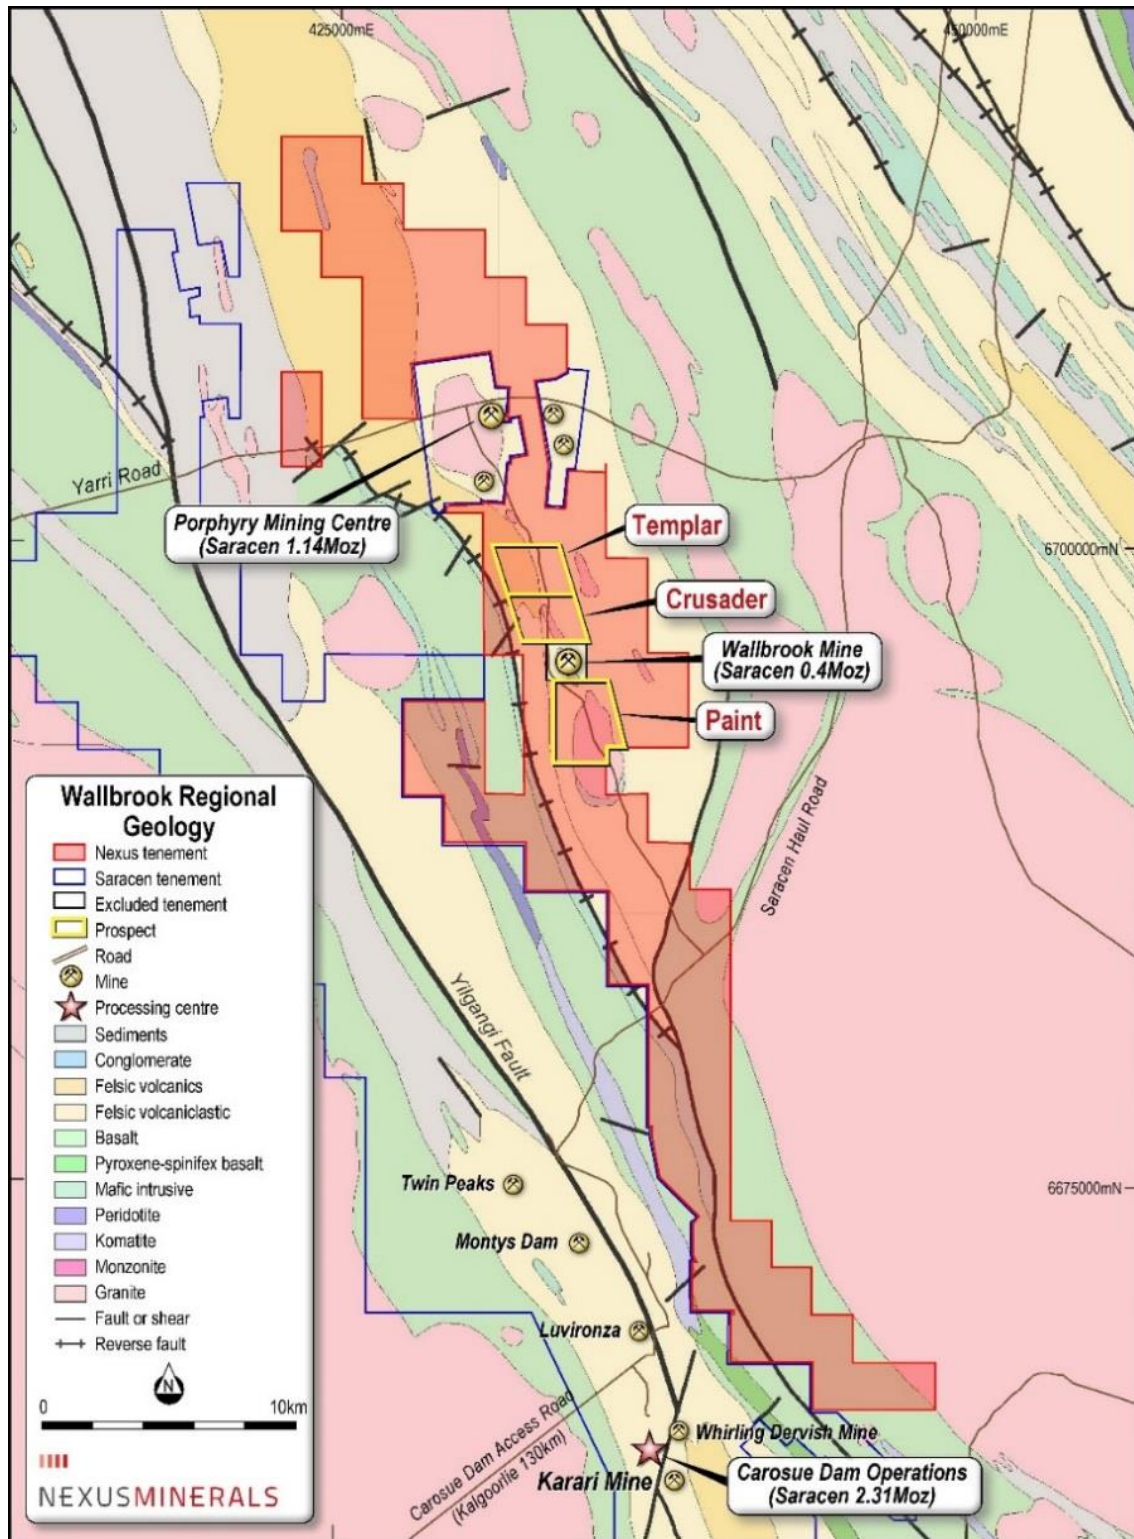 425000mE
450000mE
Yarri Road
Porphyry Mining Centre
(Saracen 1.14Moz)
Templar
6700000mN
Crusader
Wallbrook Mine
(Saracen 0.4Moz)
Paint
Saracen Haul Road
Yilgangi Fault
Twin Peaks
6675000mN
Montys Dam
Luvironza
Carosue Dam Access Road
(Kalgoorlie 130km)
Whirling Dervish Mine
Karari Mine
Carosue Dam Operations
(Saracen 2.31Moz)
Wallbrook Regional
Geology
Nexus tenement
Saracen tenement
Excluded tenement
Prospect
Road
Mine
Processing centre
Sediments
Conglomerate
Felsic volcanics
Felsic volcaniclastic
Basalt
Pyroxene-spinifex basalt
Mafic intrusive
Peridotite
Komatite
Monzonite
Granite
Fault or shear
Reverse fault
N
0 10km
NEXUSMINERALS